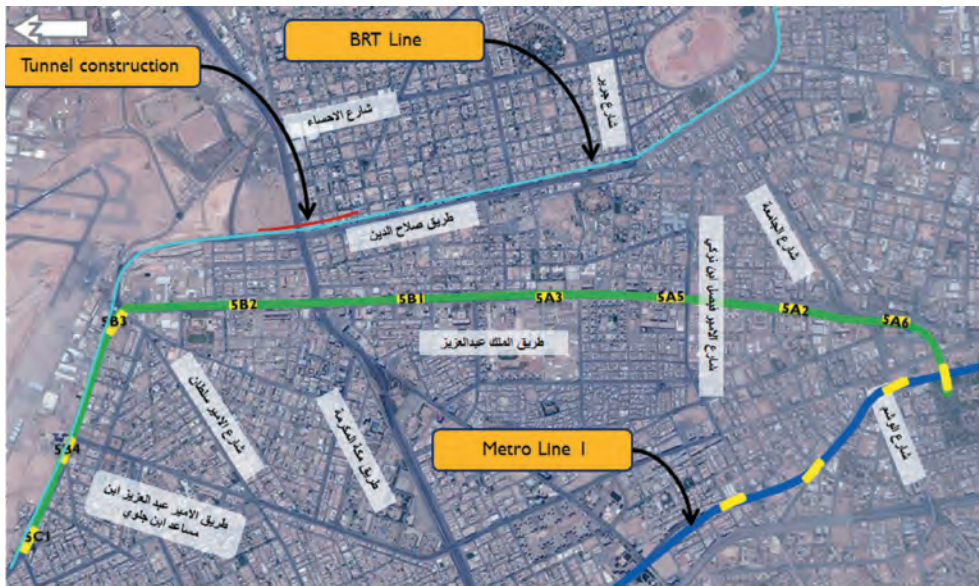 N
BRT Line
Tunnel construction
شارع الاحساء
شارع جرير
طريق صلاح الدين
شارع الجامعة
شارع الامير فيصل ابن تركي
5B3
5B2
5B1
5A3
5A5
5A2
5A6
طريق الملك عبدالعزيز
شارع الامير سلطان
طريق مكة المكرمة
شارع الوشم
Metro Line 1
5B4
طريق الامير عبد العزيز ابن
مساعد ابن جلوي
5C1